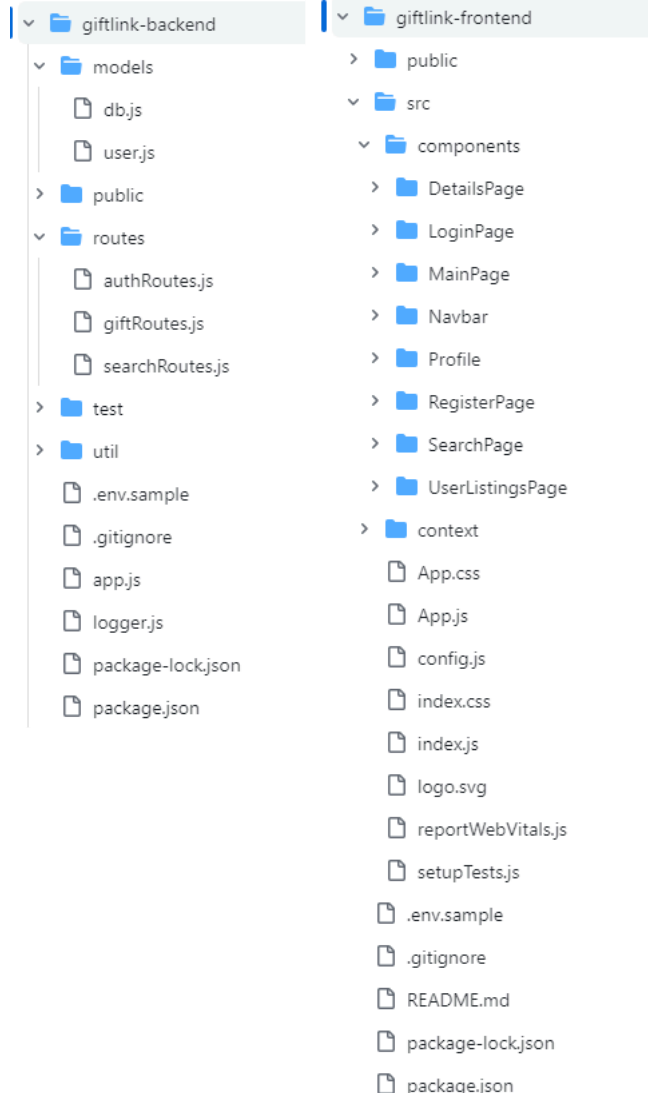 giftlink-backend
models
db.js
user.js
public
routes
authRoutes.js
giftRoutes.js
searchRoutes.js
test
util
.env.sample
.gitignore
app.js
logger.js
package-lock.json
package.json
giftlink-frontend
public
src
components
DetailsPage
LoginPage
MainPage
Navbar
Profile
RegisterPage
SearchPage
UserListingsPage
context
App.css
App.js
config.js
index.css
index.js
logo.svg
reportWebVitals.js
setupTests.js
.env.sample
.gitignore
README.md
package-lock.json
package.json